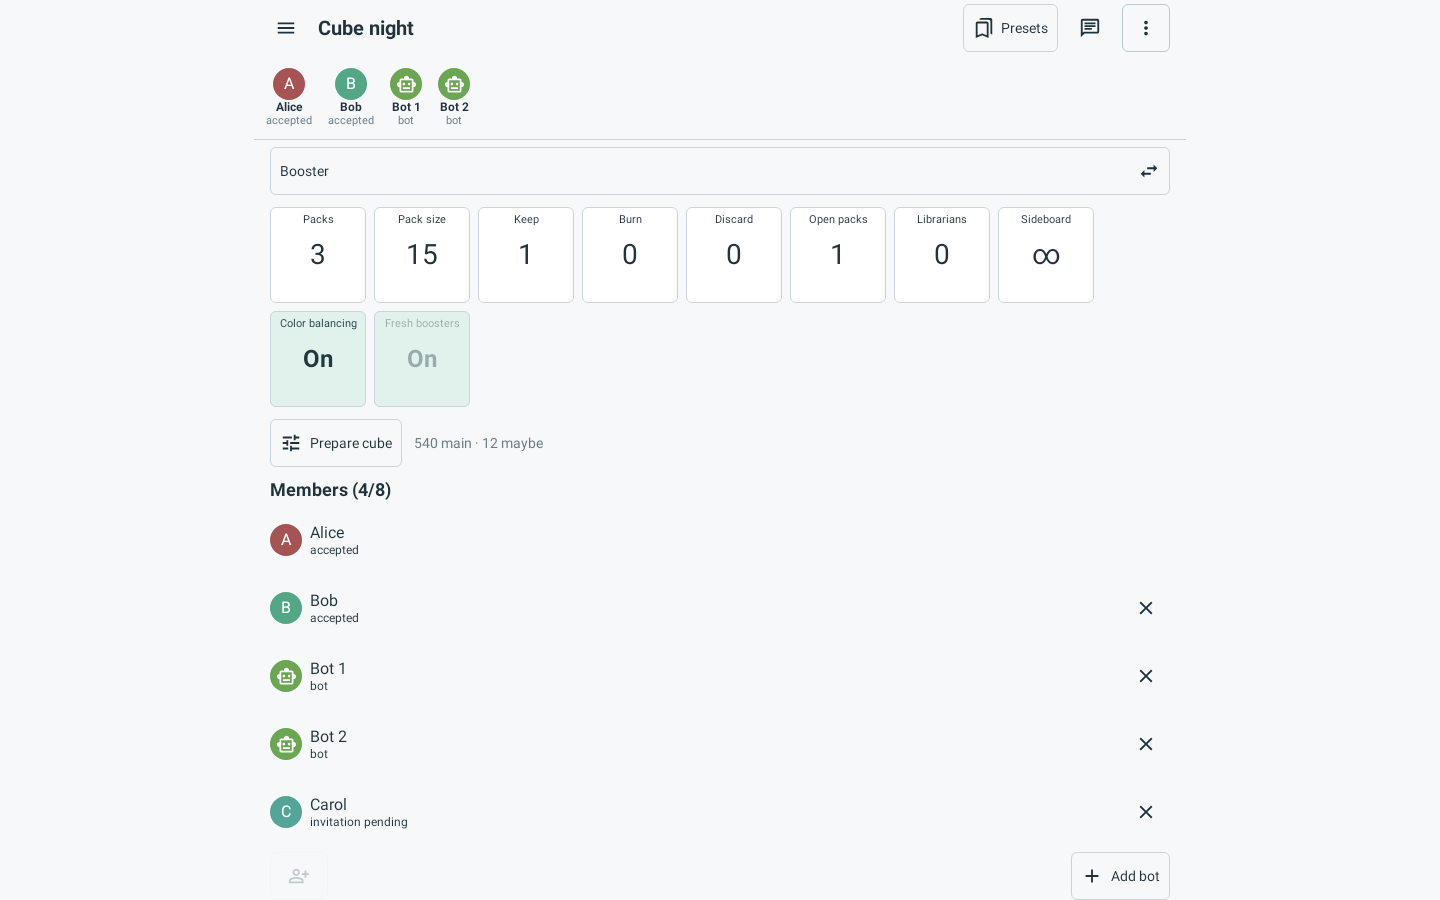 Cube night
Presets
A
B
Alice
Bob
Bot 1
Bot 2
accepted
accepted
bot
bot
Booster
Packs
Pack size
Keep
Burn
Discard
Open packs
Librarians
Sideboard
3
15
1
0
0
1
0
∞
Color balancing
Fresh boosters
On
On
Prepare cube
540 main · 12 maybe
Members (4/8)
A
Alice
accepted
B
Bob
accepted
Bot 1
bot
Bot 2
bot
C
Carol
invitation pending
Add bot